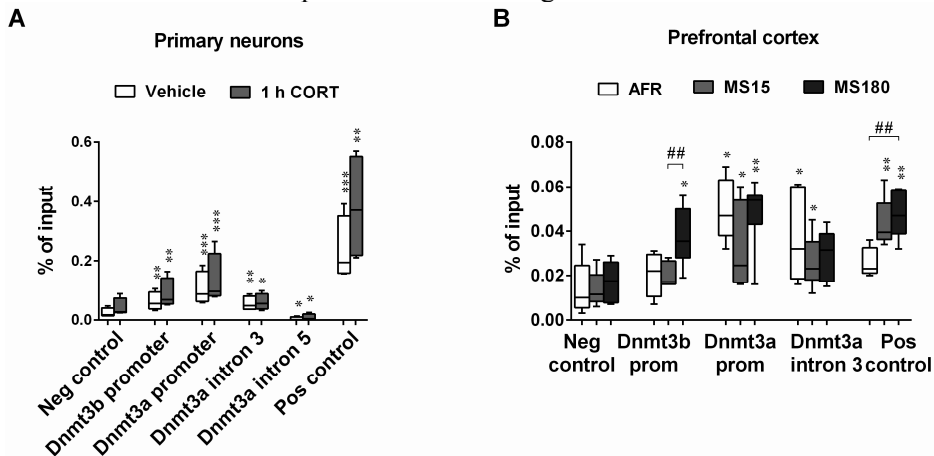 A
Primary neurons
Vehicle
1 h CORT
% of input
0.6
0.4
0.2
0.0
**
**
***
***
**
*
*
*
***
**
Neg control
Dnmt3b promoter
Dnmt3a promoter
Dnmt3a intron 3
Dnmt3a intron 5
Pos control
B
Prefrontal cortex
AFR
MS15
MS180
% of input
0.08
0.06
0.04
0.02
0.00
##
*
*
*
**
*
*
##
**
**
Neg control
Dnmt3b prom
Dnmt3a prom
Dnmt3a intron 3
Pos control